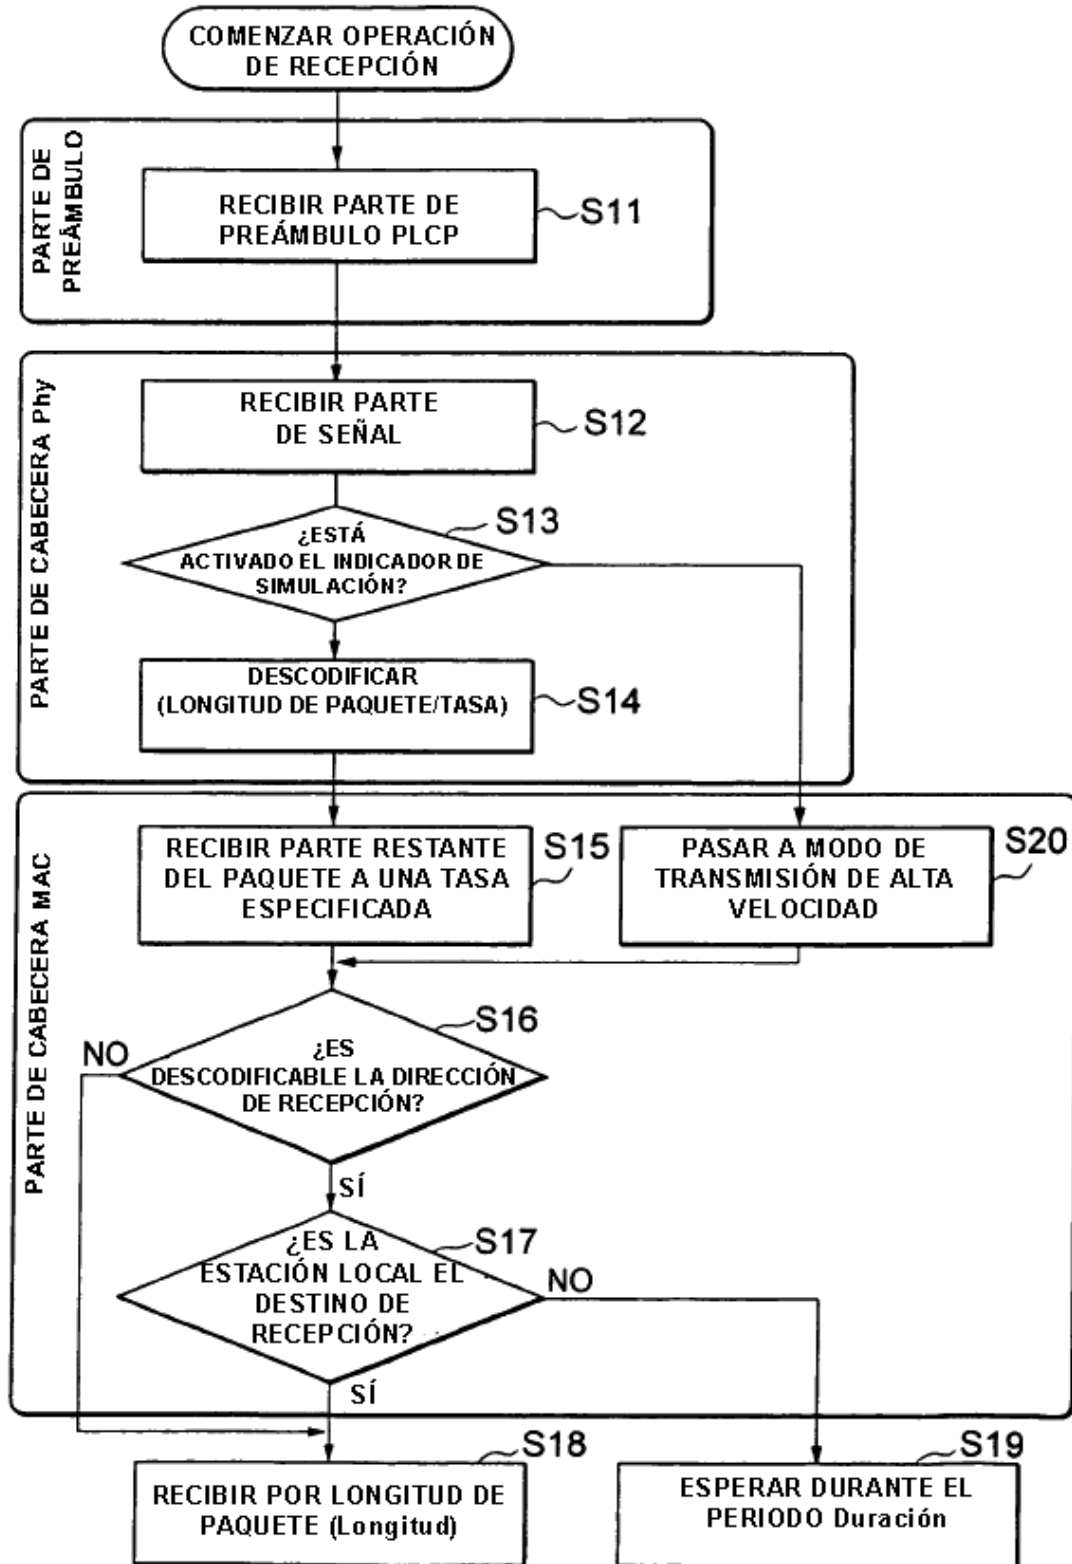 COMENZAR OPERACIÓN
DE RECEPCIÓN
PARTE DE
PREÁMBULO
RECIBIR PARTE DE
PREÁMBULO PLCP
S11
PARTE DE CABECERA Phy
RECIBIR PARTE
DE SEÑAL
S12
S13
¿ESTÁ
ACTIVADO EL INDICADOR DE
SIMULACIÓN?
DESCODIFICAR
(LONGITUD DE PAQUETE/TASA)
S14
PARTE DE CABECERA MAC
RECIBIR PARTE RESTANTE
DEL PAQUETE A UNA TASA
ESPECIFICADA
S15
PASAR A MODO DE
TRANSMISIÓN DE ALTA
VELOCIDAD
S20
S16
NO
¿ES
DESCODIFICABLE LA DIRECCIÓN
DE RECEPCIÓN?
SÍ
S17
¿ES LA
ESTACIÓN LOCAL EL
DESTINO DE
RECEPCIÓN?
NO
SÍ
S18
RECIBIR POR LONGITUD DE
PAQUETE (Longitud)
S19
ESPERAR DURANTE EL
PERIODO Duración